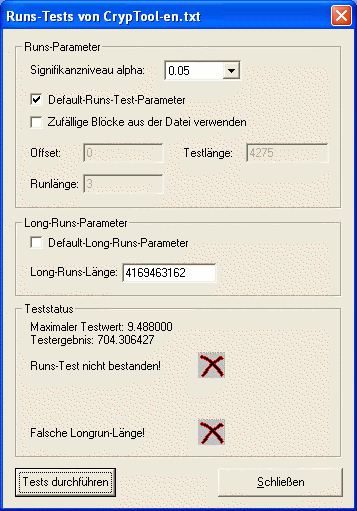 Runs-Tests von CrypTool-en.txt
Runs-Parameter
Signifikanzniveau alpha: 0.05
Default-Runs-Test-Parameter
Zufällige Blöcke aus der Datei verwenden
Offset: 0 Testlänge: 4275
Runlänge: 3
Long-Runs-Parameter
Default-Long-Runs-Parameter
Long-Runs-Länge: 4169463162
Teststatus
Maximaler Testwert: 9.488000
Testergebnis: 704.306427
Runs-Test nicht bestanden!
Falsche Longrun-Länge!
Tests durchführen Schließen